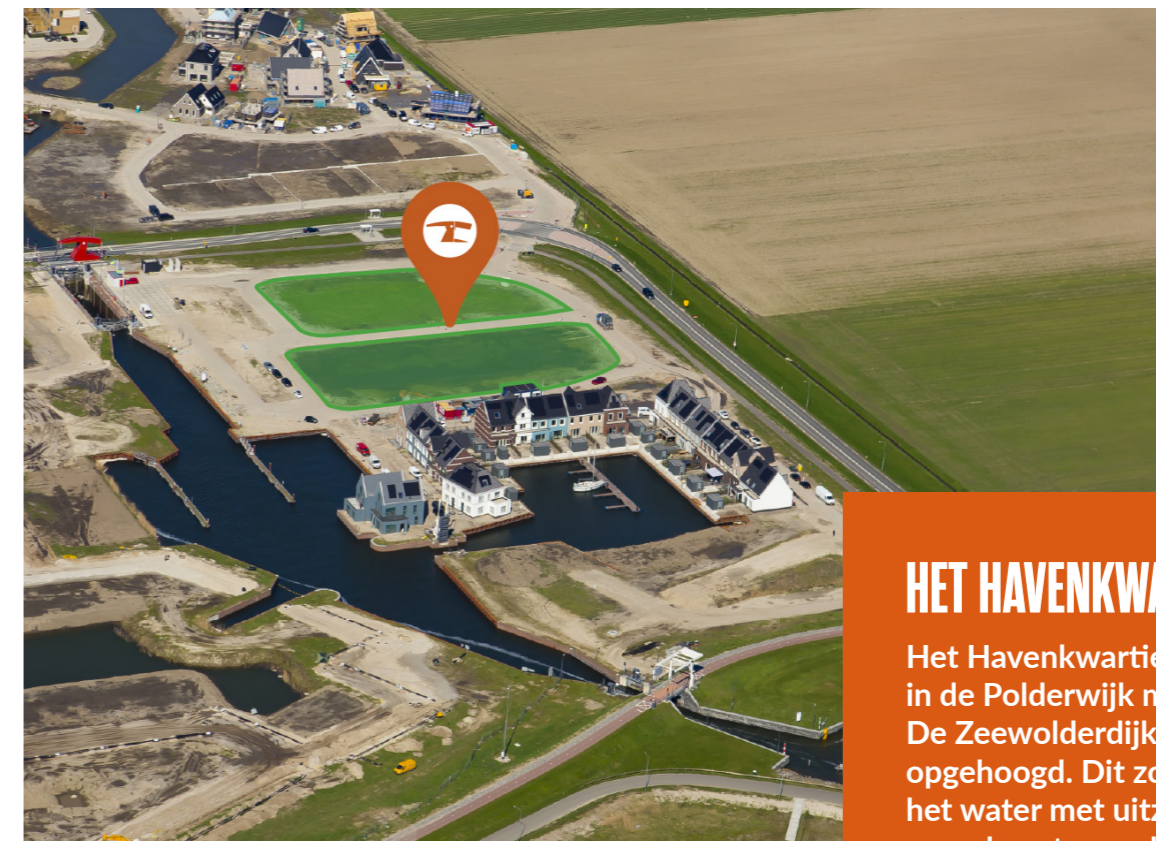 HET HAVENKWA
Het Havenkwartie
in de Polderwijk m
De Zeewolderdijk
opgehoogd. Dit zo
het water met uitz